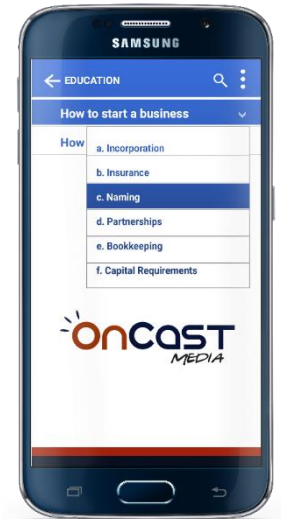 SAMSUNG
EDUCATION
How to start a business
How
a. Incorporation
b. Insurance
c. Naming
d. Partnerships
e. Bookkeeping
f. Capital Requirements
OnCast
MEDIA